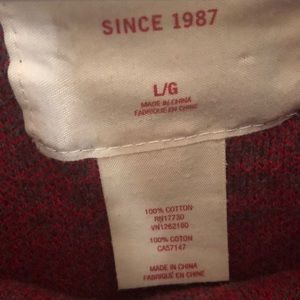 SINCE 1987
L/G
MADE IN CHINA
FABRIQUÉ EN CHINE
100% COTTON
RN17730
VN1262180
100% COTON
CA57147
MADE IN CHINA
FABRIQUÉ EN CHINE